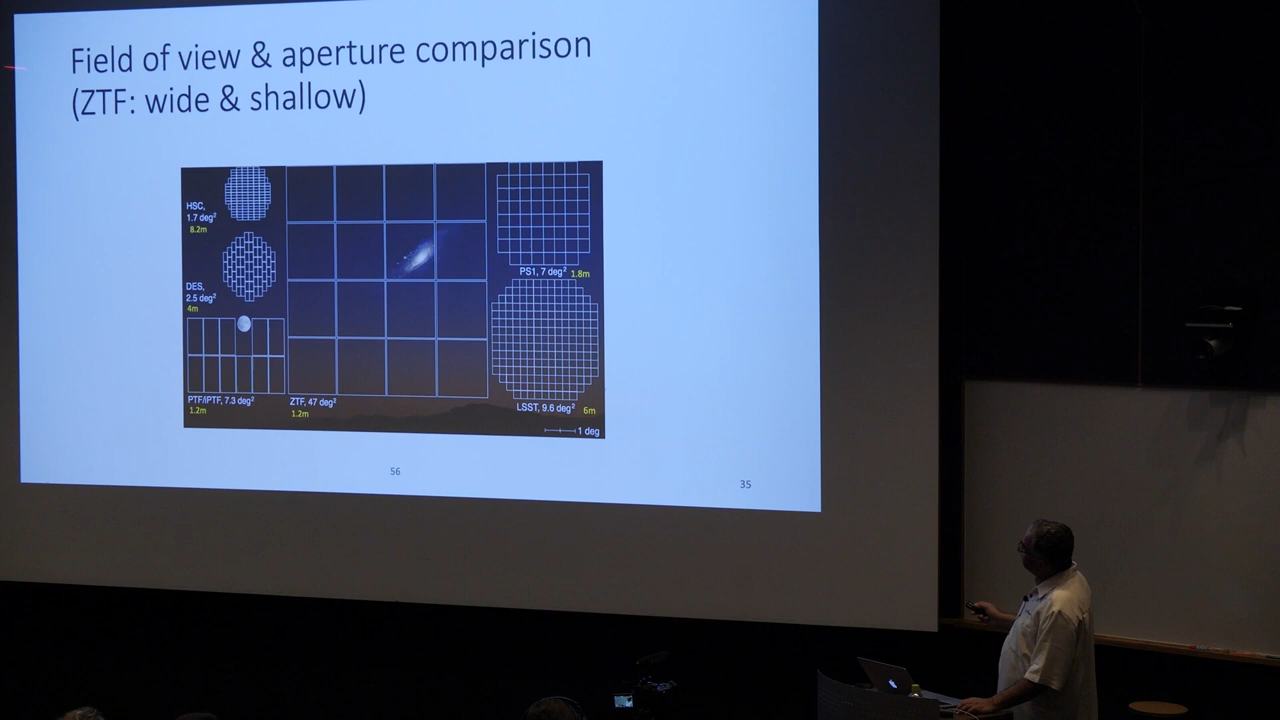 Field of view & aperture comparison
(ZTF: wide & shallow)
HSC,
1.7 deg²
8.2m
DES,
2.5 deg²
4m
PTF/iPTF, 7.3 deg²
1.2m
ZTF, 47 deg²
1.2m
PS1, 7 deg² 1.8m
LSST, 9.6 deg² 6m
1 deg
56
35